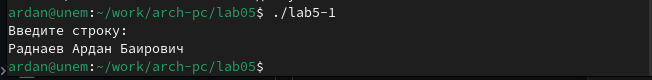 ardan@unem:~/work/arch-pc/lab05$ ./lab5-1
Введите строку:
Раднаев Ардан Баирович
ardan@unem:~/work/arch-pc/lab05$